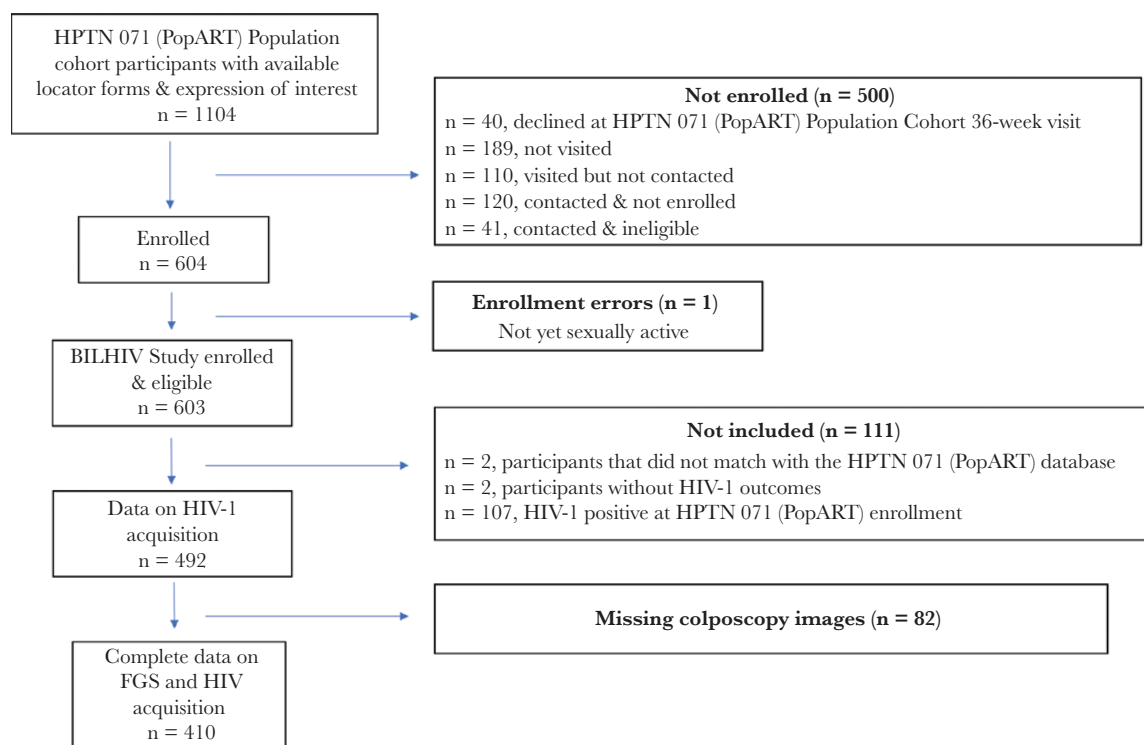 HPTN 071 (PopART) Population
cohort participants with available
locator forms & expression of interest
n = 1104
Not enrolled (n = 500)
n = 40, declined at HPTN 071 (PopART) Population Cohort 36-week visit
n = 189, not visited
n = 110, visited but not contacted
n = 120, contacted & not enrolled
n = 41, contacted & ineligible
Enrolled
n = 604
Enrollment errors (n = 1)
Not yet sexually active
BILHIV Study enrolled
& eligible
n = 603
Not included (n = 111)
n = 2, participants that did not match with the HPTN 071 (PopART) database
n = 2, participants without HIV-1 outcomes
n = 107, HIV-1 positive at HPTN 071 (PopART) enrollment
Data on HIV-1
acquisition
n = 492
Missing colposcopy images (n = 82)
Complete data on
FGS and HIV
acquisition
n = 410